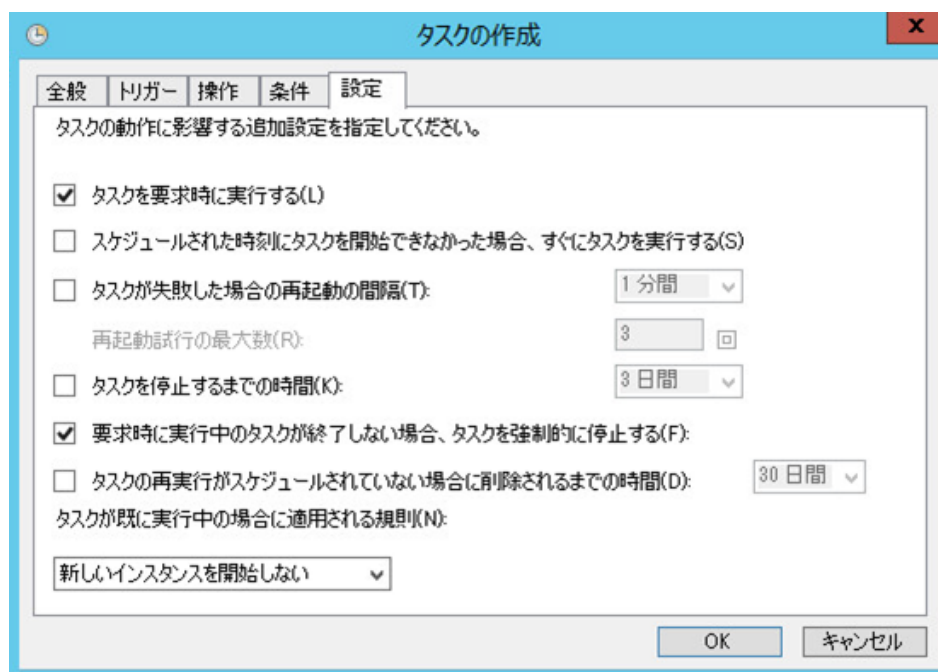 タスクの作成
全般 トリガー 操作 条件 設定
タスクの動作に影響する追加設定を指定してください。
タスクを要求時に実行する(L)
スケジュールされた時刻にタスクを開始できなかった場合、すぐにタスクを実行する(S)
タスクが失敗した場合の再起動の間隔(T): 1 分間
再起動試行の最大数(R): 3
タスクを停止するまでの時間(K): 3 日間
要求時に実行中のタスクが終了しない場合、タスクを強制的に停止する(F):
タスクの再実行がスケジュールされていない場合に削除されるまでの時間(D): 30 日間
タスクが既に実行中の場合に適用される規則(N):
新しいインスタンスを開始しない
OK キャンセル